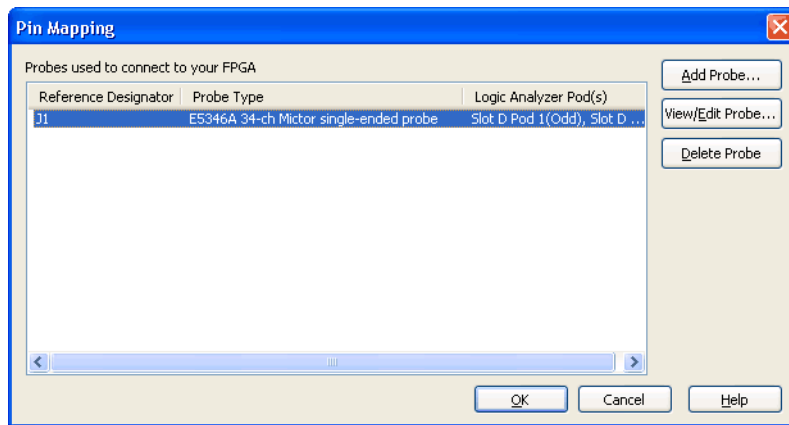 Pin Mapping
Probes used to connect to your FPGA
Reference Designator Probe Type Logic Analyzer Pod(s)
J1 E5346A 34-ch Mictor single-ended probe Slot D Pod 1(Odd), Slot D ...
Add Probe...
View/Edit Probe...
Delete Probe
OK Cancel Help